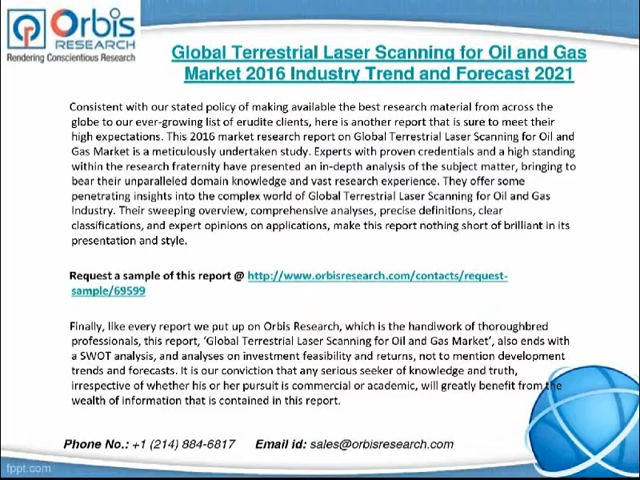 Orbis
RESEARCH
Rendering Conscientious Research
Global Terrestrial Laser Scanning for Oil and Gas
Market 2016 Industry Trend and Forecast 2021
Consistent with our stated policy of making available the best research material from across the
globe to our ever-growing list of erudite clients, here is another report that is sure to meet their
high expectations. This 2016 market research report on Global Terrestrial Laser Scanning for Oil and
Gas Market is a meticulously undertaken study. Experts with proven credentials and a high standing
within the research fraternity have presented an in-depth analysis of the subject matter, bringing to
bear their unparalleled domain knowledge and vast research experience. They offer some
penetrating insights into the complex world of Global Terrestrial Laser Scanning for Oil and Gas
Industry. Their sweeping overview, comprehensive analyses, precise definitions, clear
classifications, and expert opinions on applications, make this report nothing short of brilliant in its
presentation and style.
Request a sample of this report @ http://www.orbisresearch.com/contacts/request-
sample/69599
Finally, like every report we put up on Orbis Research, which is the handiwork of thoroughbred
professionals, this report, ‘Global Terrestrial Laser Scanning for Oil and Gas Market’, also ends with
a SWOT analysis, and analyses on investment feasibility and returns, not to mention development
trends and forecasts. It is our conviction that any serious seeker of knowledge and truth,
irrespective of whether his or her pursuit is commercial or academic, will greatly benefit from the
wealth of information that is contained in this report.
Phone No.: +1 (214) 884-6817 Email id: sales@orbisresearch.com
fppt.com